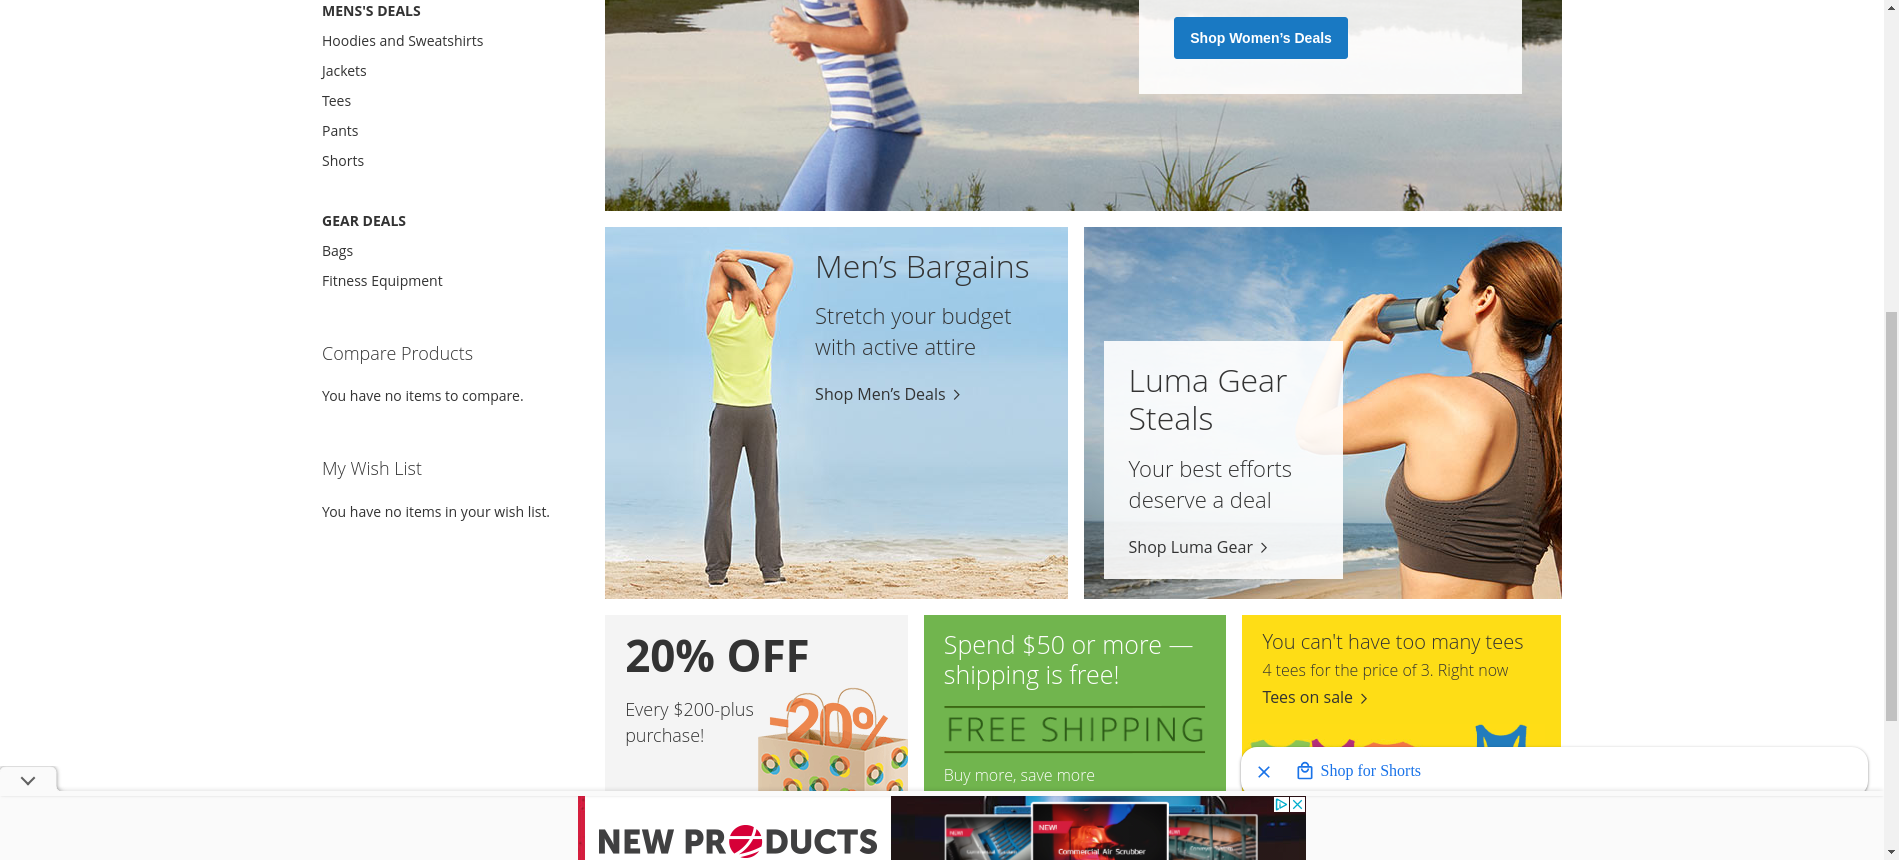 MENS'S DEALS
Hoodies and Sweatshirts
Jackets
Tees
Pants
Shorts
GEAR DEALS
Bags
Fitness Equipment
Compare Products
You have no items to compare.
My Wish List
You have no items in your wish list.
Shop Women’s Deals
Men’s Bargains
Stretch your budget
with active attire
Shop Men’s Deals
Luma Gear
Steals
Your best efforts
deserve a deal
Shop Luma Gear
20% OFF
Every $200-plus
purchase!
-20%
Spend $50 or more —
shipping is free!
FREE SHIPPING
Buy more, save more
You can't have too many tees
4 tees for the price of 3. Right now
Tees on sale
Shop for Shorts
NEW PRODUCTS
NEW!
NEW!
NEW!
Commercial Air Scrubber